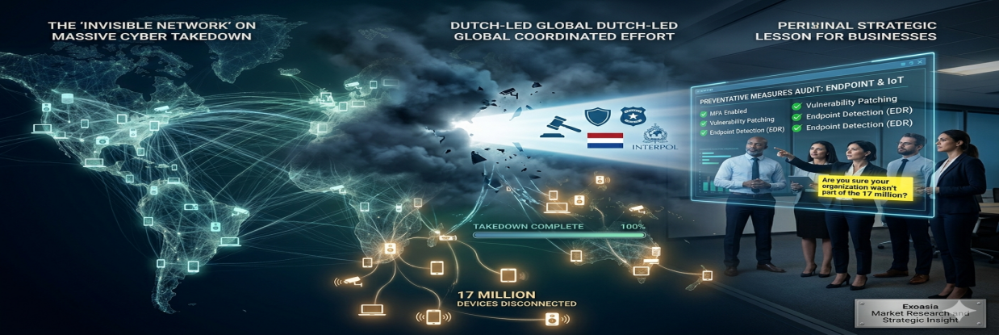 THE 'INVISIBLE NETWORK' ON
MASSIVE CYBER TAKEDOWN
DUTCH-LED GLOBAL DUTCH-LED
GLOBAL COORDINATED EFFORT
STRATEGIC
LESSON FOR BUSINESSES
PREVENTATIVE MEASURES AUDIT: ENDPOINT & IoT
MPA Enabled
Vulnerability Patching
Endpoint Detection (EDR)
Vulnerability Patching
Endpoint Detection (EDR)
Endpoint Detection (EDR)
INTERPOL
Are you sure your
organization wasn't
part of the 17 million?
TAKEDOWN COMPLETE 100%
17 MILLION
DEVICES DISCONNECTED
Exoasia
Market Research and
Strategic Insight